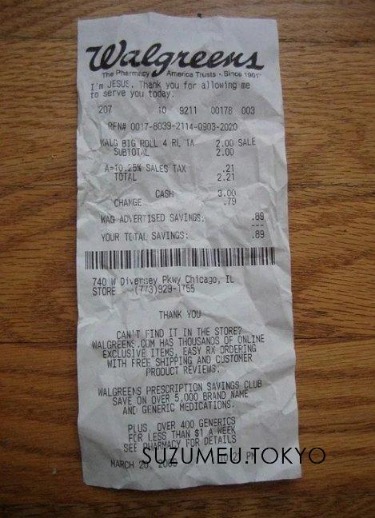 Walgreens
The Pharmacy America Trusts • Since 1901
I'm JESUS. Thank you for allowing me
to serve you today.
207 10 9211 00178 003
RFN# 0017-8039-2114-0903-2020
WALG BIG ROLL 4 RL 1A 2.00 SALE
SUBTOTAL 2.00
A=10.25% SALES TAX .21
TOTAL 2.21
CASH 3.00
CHANGE .79
WAG ADVERTISED SAVINGS: .89
---
YOUR TOTAL SAVINGS: .89
740 W Diversey Pkwy Chicago, IL
STORE (773)929-1755
THANK YOU
CAN'T FIND IT IN THE STORE?
WALGREENS.COM HAS THOUSANDS OF ONLINE
EXCLUSIVE ITEMS, EASY RX ORDERING
WITH FREE SHIPPING AND CUSTOMER
PRODUCT REVIEWS.
WALGREENS PRESCRIPTION SAVINGS CLUB
SAVE ON OVER 5,000 BRAND NAME
AND GENERIC MEDICATIONS.
PLUS, OVER 400 GENERICS
FOR LESS THAN $1 A WEEK
SEE PHARMACY FOR DETAILS
SUZUMEU.TOKYO
MARCH 20,